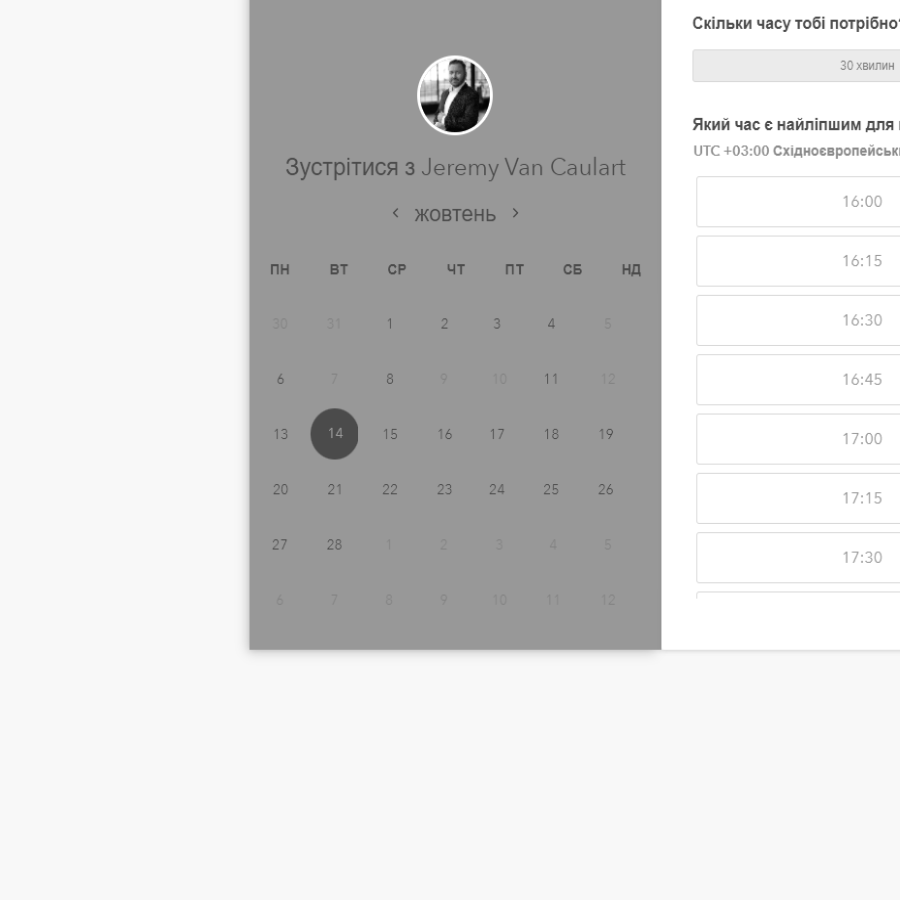 Зустрітися з Jeremy Van Caulart
‹ жовтень ›
ПН ВТ СР ЧТ ПТ СБ НД
30 31 1 2 3 4 5
6 7 8 9 10 11 12
13 14 15 16 17 18 19
20 21 22 23 24 25 26
27 28 1 2 3 4 5
6 7 8 9 10 11 12
Скільки часу тобі потрібно
30 хвилин
Який час є найліпшим для
UTC +03:00 Східноєвропейськ
16:00
16:15
16:30
16:45
17:00
17:15
17:30